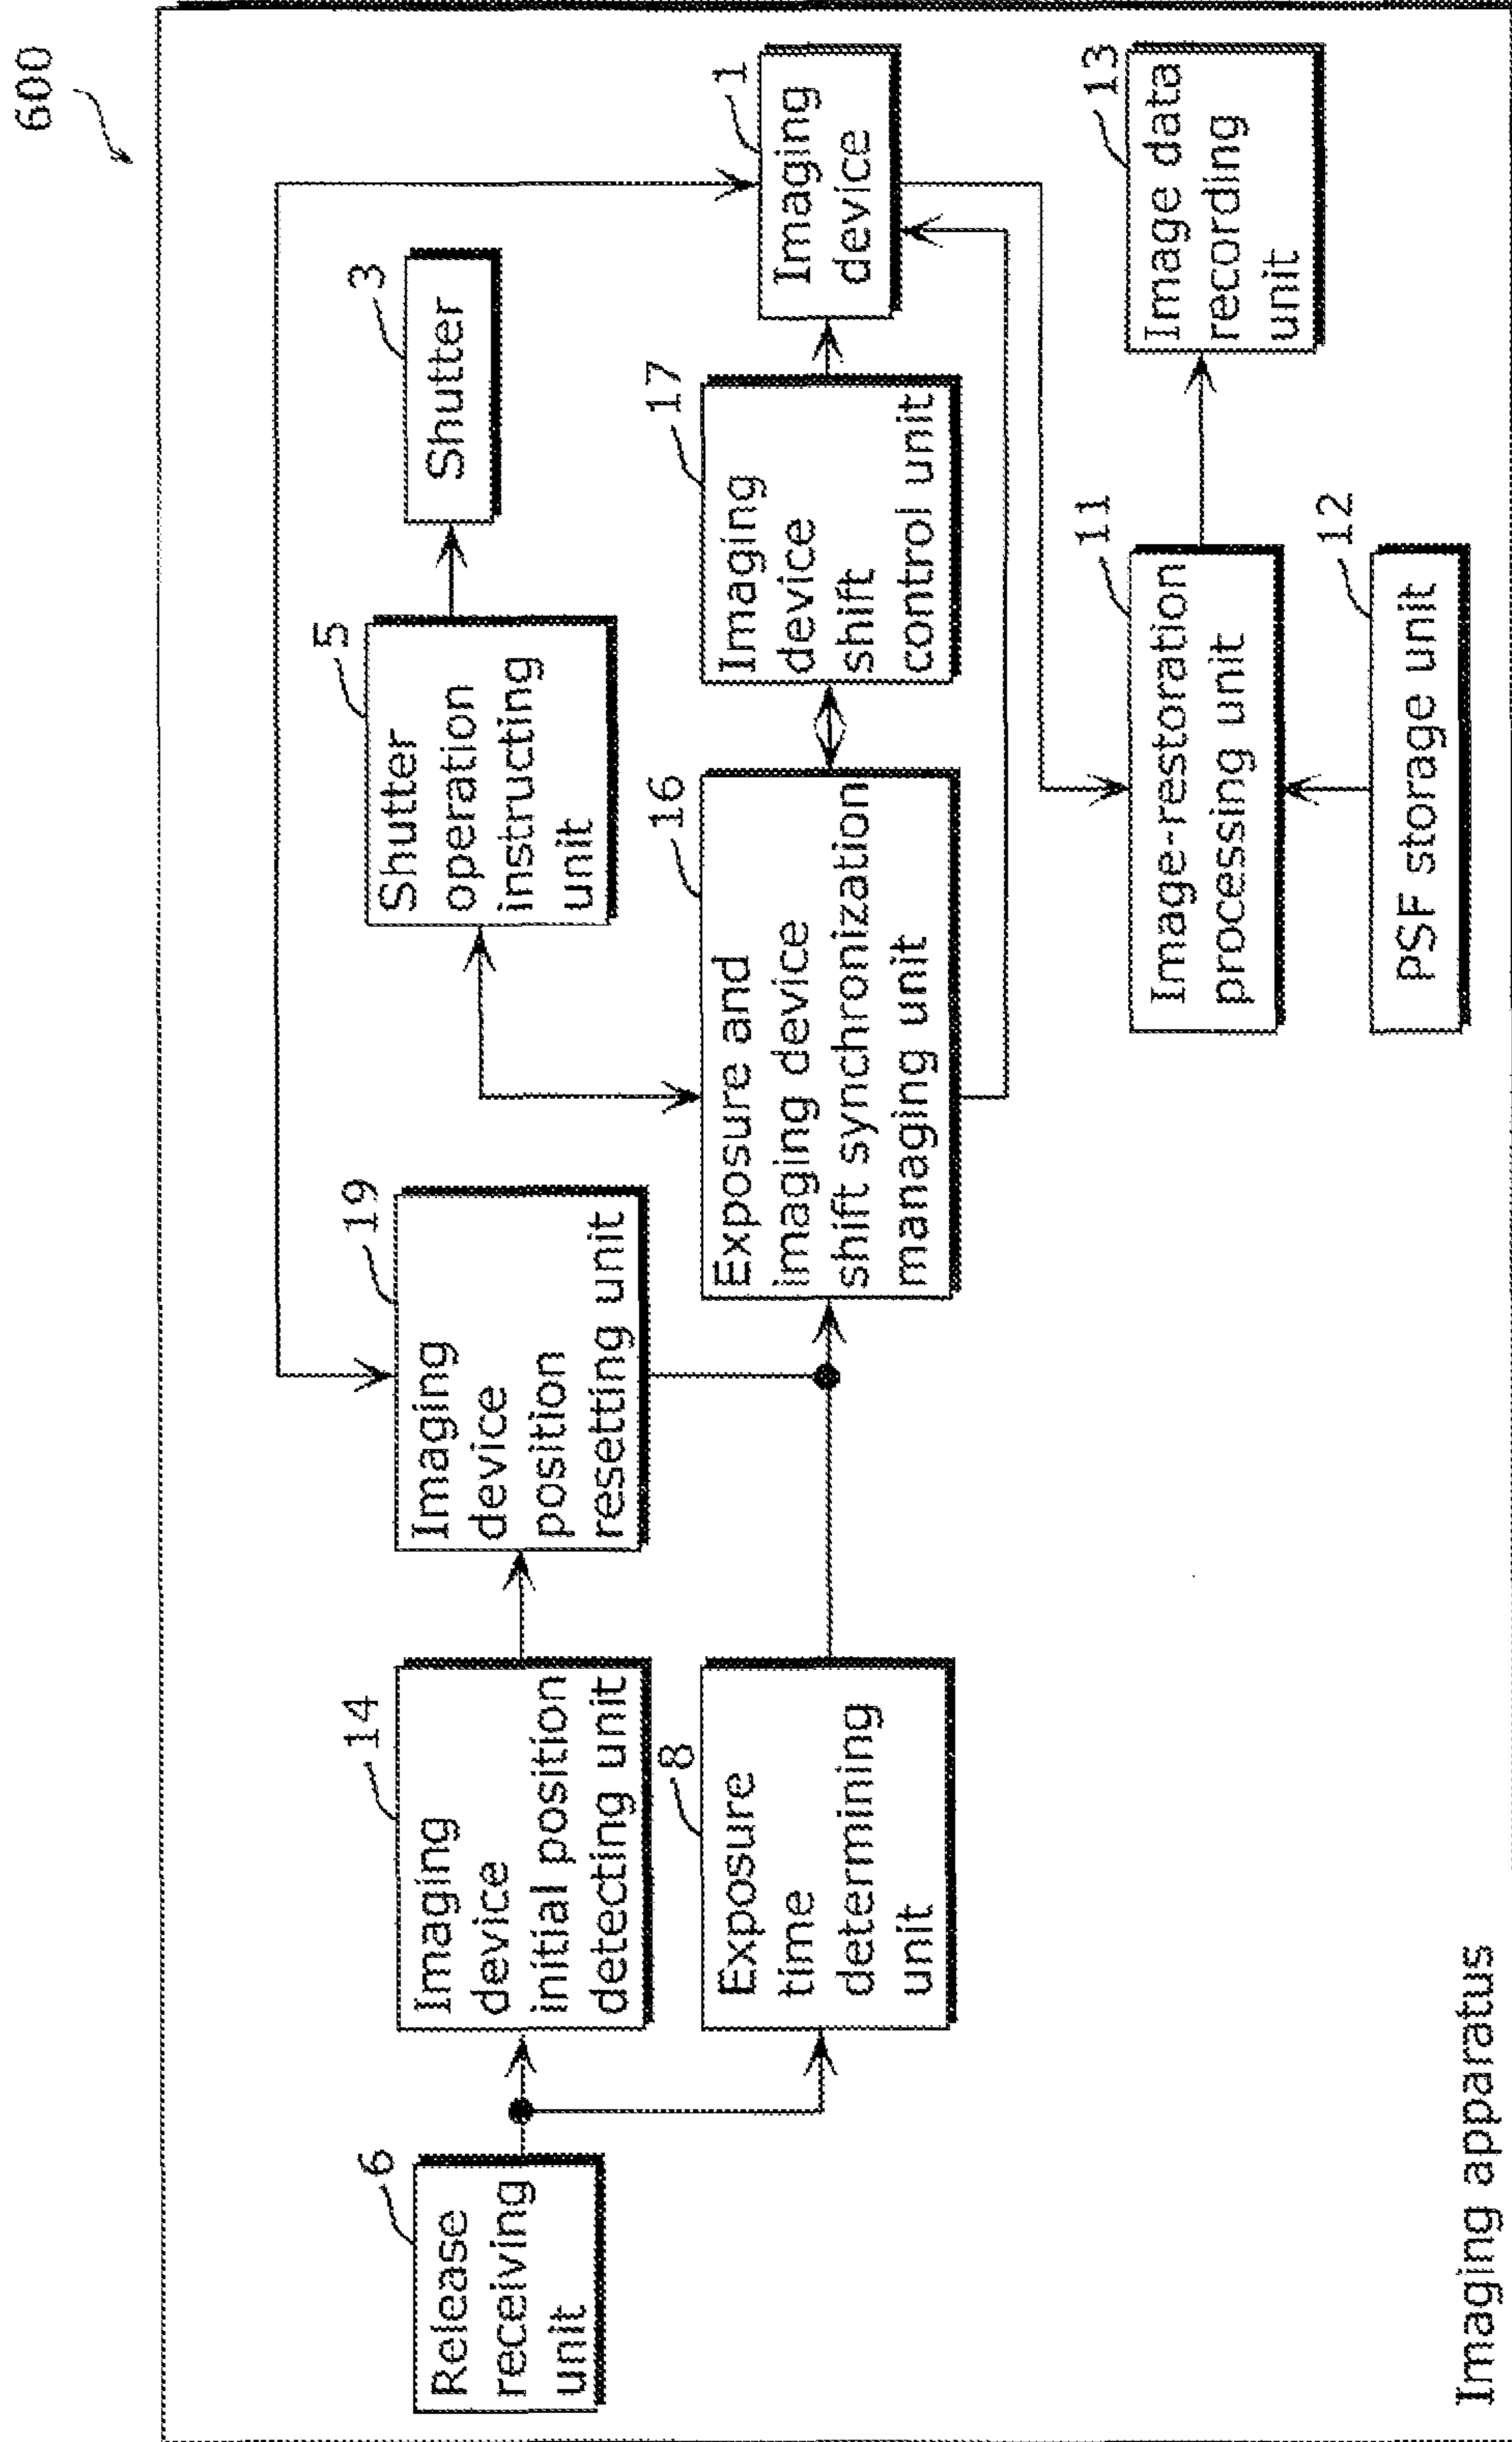 600
6
Release
receiving
unit
14
Imaging
device
initial position
detecting unit
8
Exposure
time
determining
unit
19
Imaging
device
position
resetting unit
5
Shutter
operation
instructing
unit
3
Shutter
16
Exposure and
imaging device
shift synchronization
managing unit
17
Imaging
device
shift
control unit
1
Imaging
device
11
Image-restoration
processing unit
12
PSF storage unit
13
Image data
recording
unit
Imaging apparatus